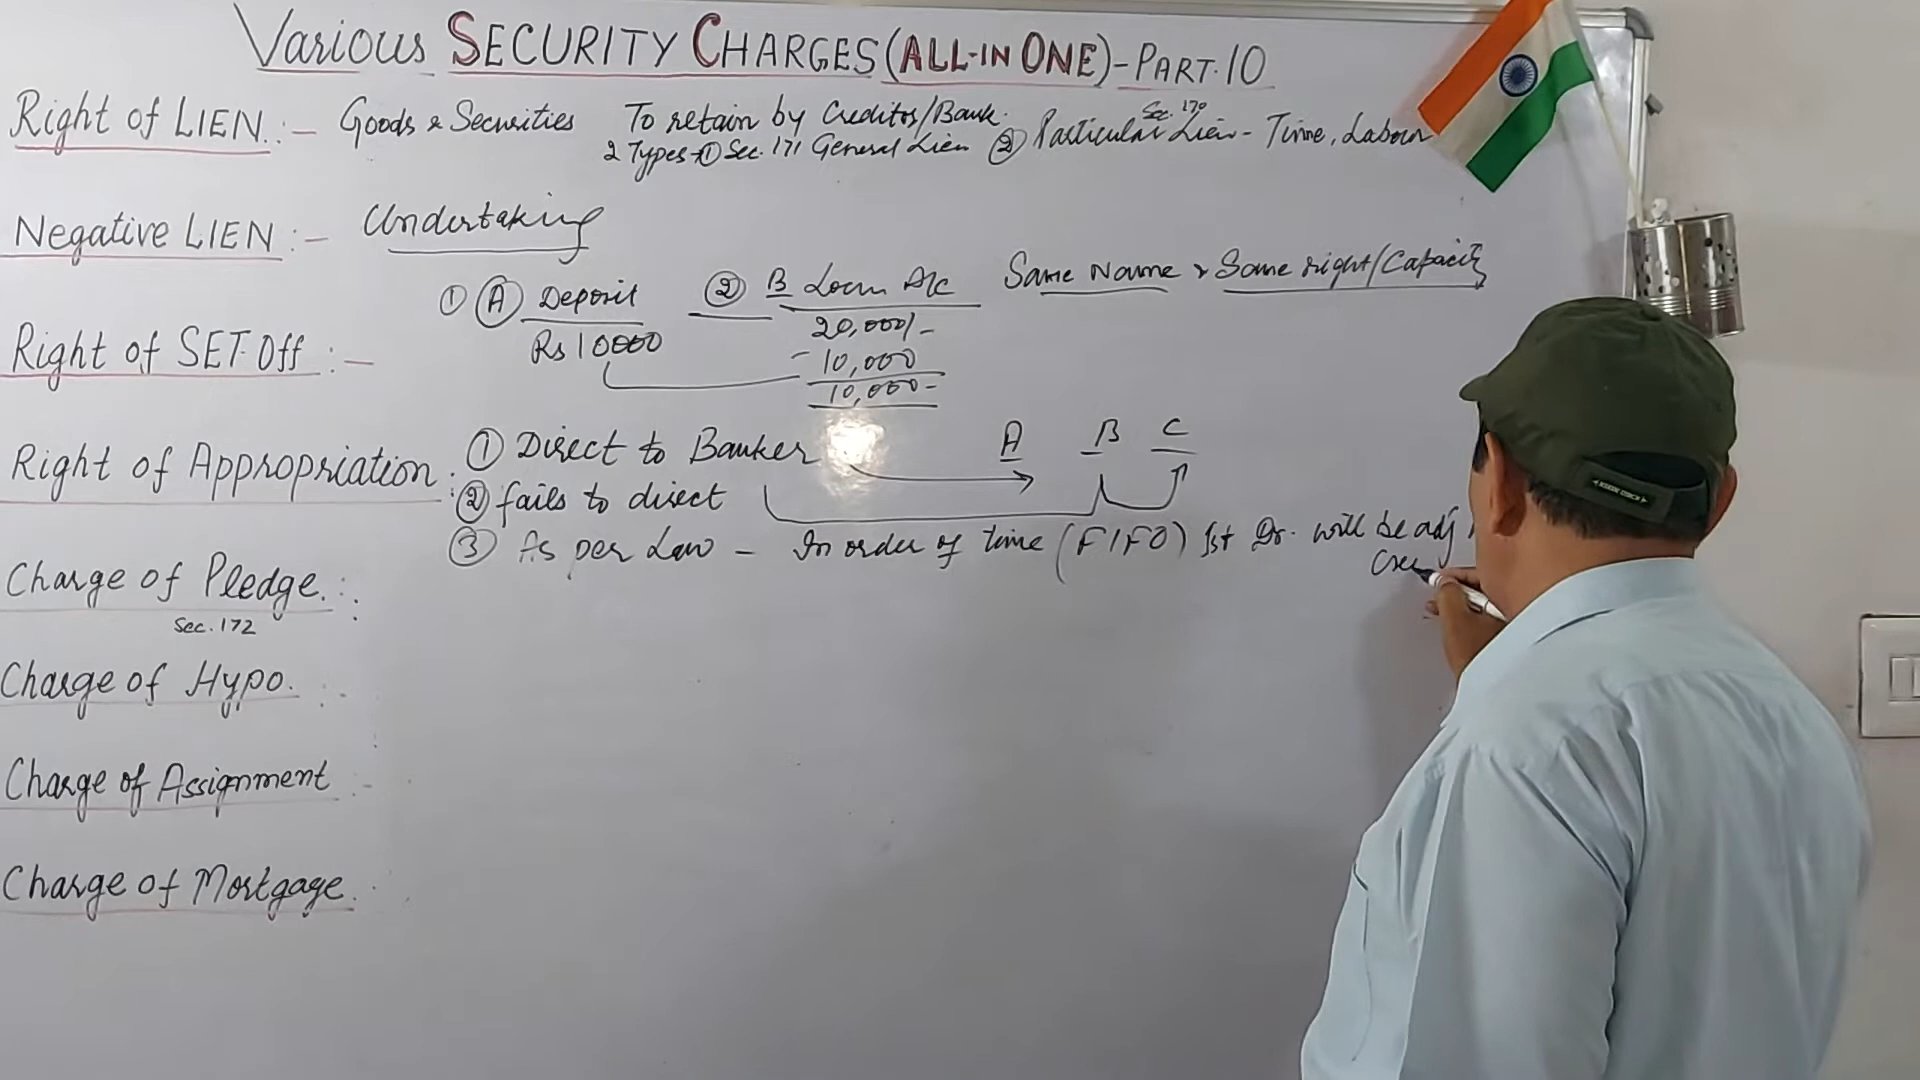 Various SECURITY CHARGES (ALL-IN ONE) - PART-10
Right of LIEN :- Goods & Securities To retain by Creditors/Bank.
2 Types → ① Sec. 171 General Lien ② Particular Lien - Time, Labour
Sec. 170
Negative LIEN :- Undertaking
① Ⓐ Deposit ② B Loan A/c Same Name & Same right/Capacity
Rs 10000 20,000/-
Right of SET-Off :- - 10,000
10,000-
Right of Appropriation : ① Direct to Banker A B C
② fails to direct
③ As per Law - In order of time (FIFO) 1st Dr. will be adj
Charge of Pledge. :
Sec. 172
Charge of Hypo. :
Charge of Assignment :-
Charge of Mortgage. :